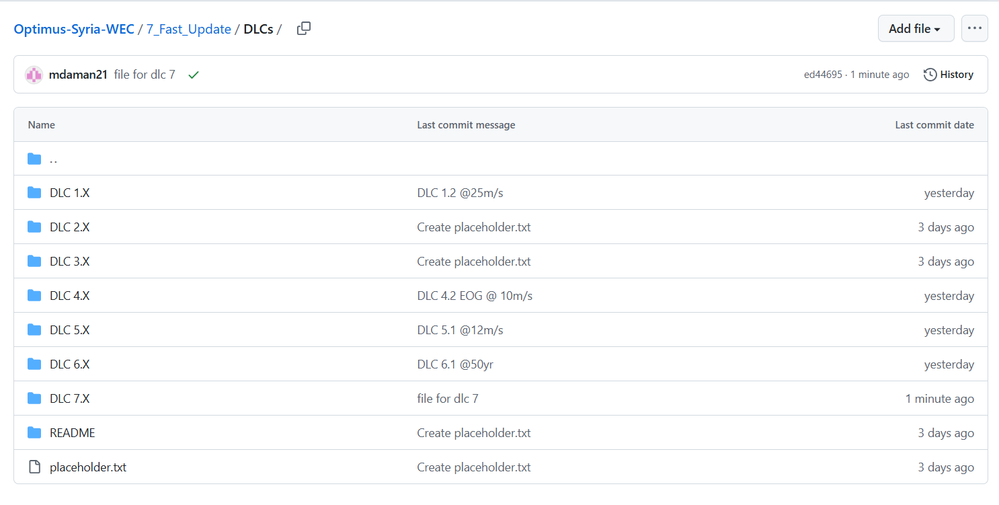 Optimus-Syria-WEC / 7_Fast_Update / DLCs /
Add file
mdaman21 file for dlc 7
ed44695 · 1 minute ago
History
Name Last commit message Last commit date
..
DLC 1.X DLC 1.2 @25m/s yesterday
DLC 2.X Create placeholder.txt 3 days ago
DLC 3.X Create placeholder.txt 3 days ago
DLC 4.X DLC 4.2 EOG @ 10m/s yesterday
DLC 5.X DLC 5.1 @12m/s yesterday
DLC 6.X DLC 6.1 @50yr yesterday
DLC 7.X file for dlc 7 1 minute ago
README Create placeholder.txt 3 days ago
placeholder.txt Create placeholder.txt 3 days ago